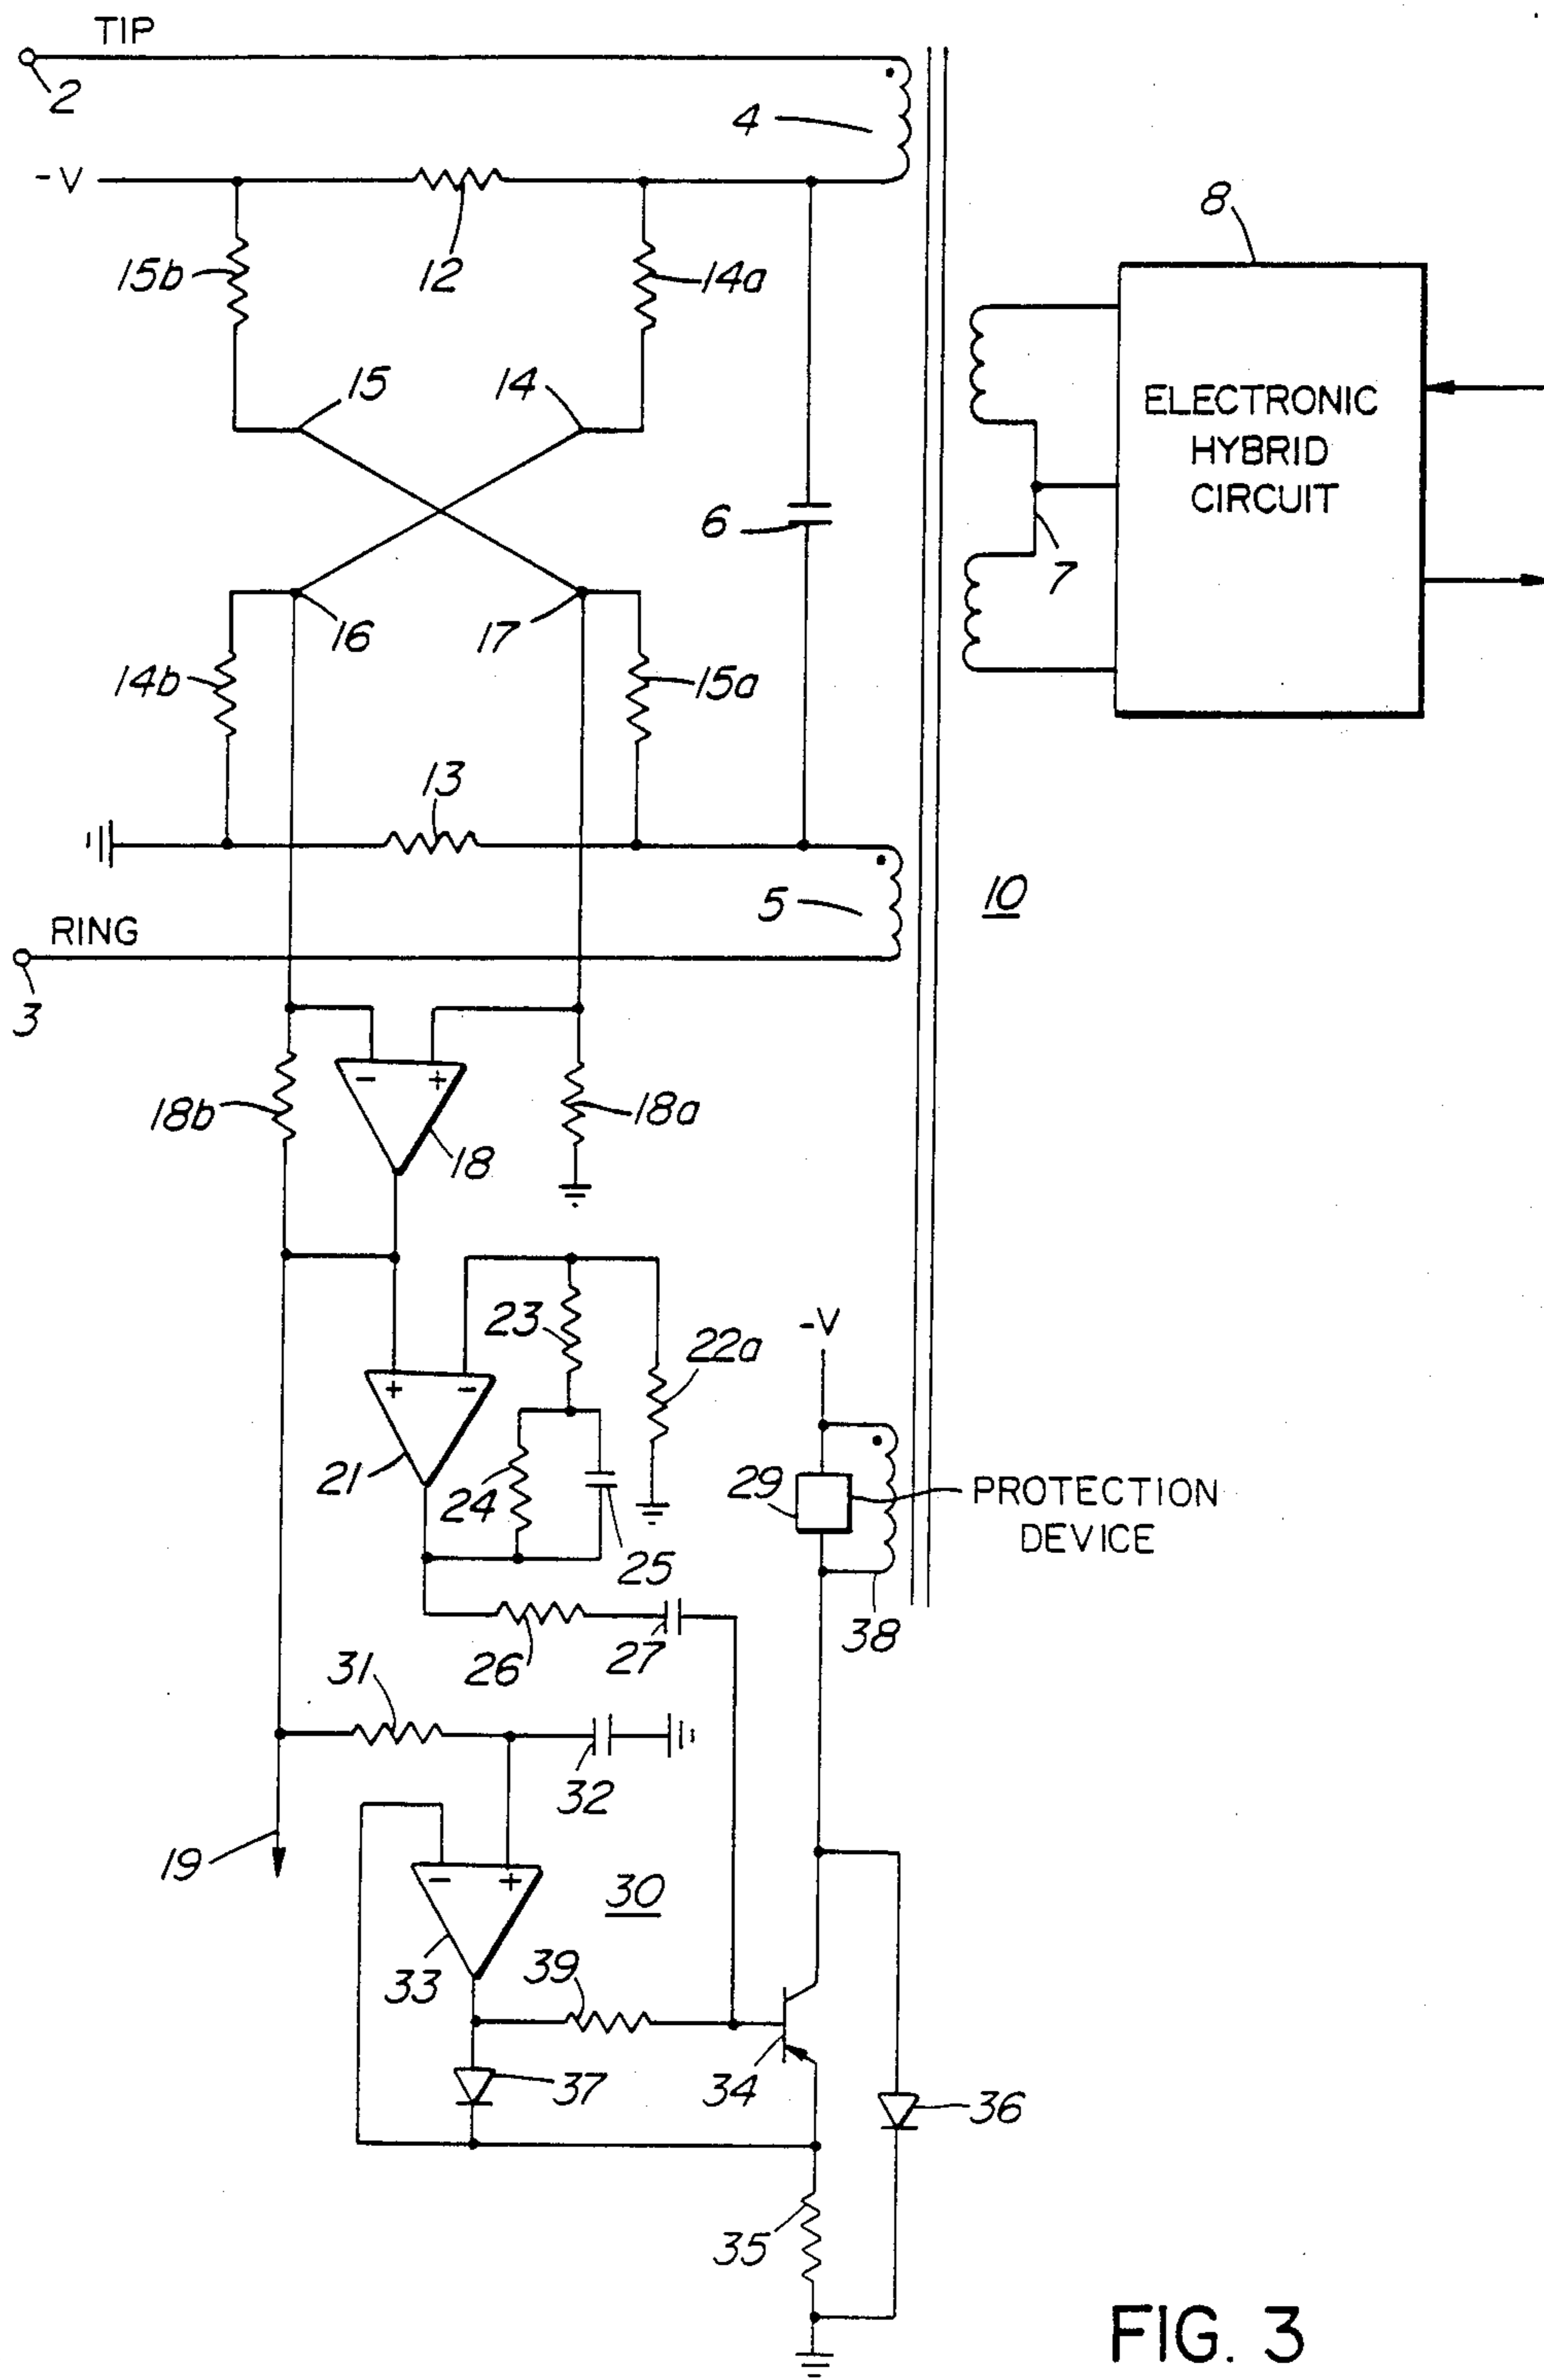 TIP
2
4
-V
8
15b
12
14a
15
14
ELECTRONIC
HYBRID
CIRCUIT
6
7
16
17
14b
15a
13
5
10
RING
3
-
+
18b
18a
18
-V
23
22a
+
-
21
24
29
PROTECTION
DEVICE
25
38
26
27
31
32
19
-
+
30
33
39
37
34
36
35
FIG. 3